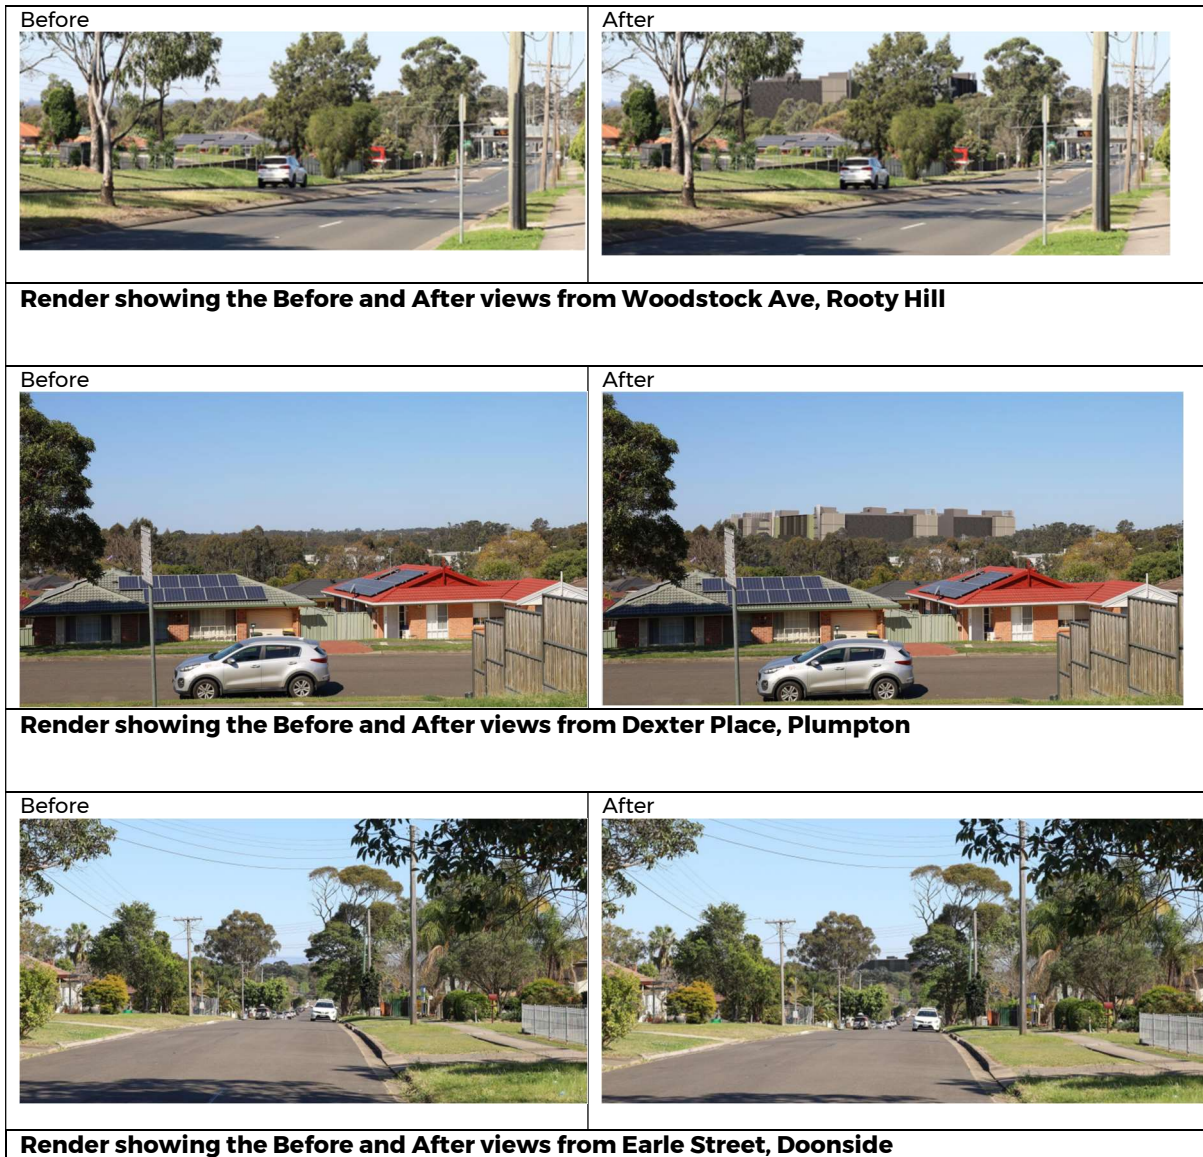 Before
After
Render showing the Before and After views from Woodstock Ave, Rooty Hill
Before
After
Render showing the Before and After views from Dexter Place, Plumpton
Before
After
Render showing the Before and After views from Earle Street, Doonside